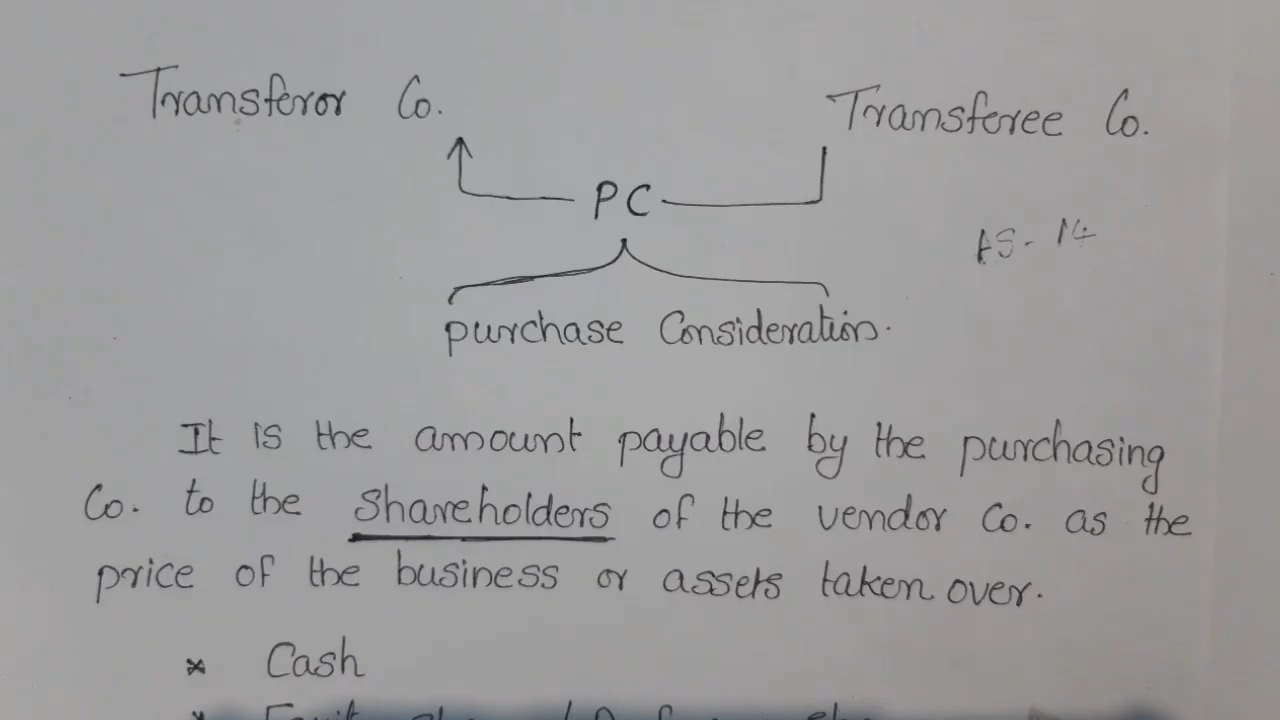 Transferor Co.
Transferee Co.
PC
AS - 14
purchase Consideration.
It is the amount payable by the purchasing
Co. to the Shareholders of the vendor Co. as the
price of the business or assets taken over.
* Cash
*